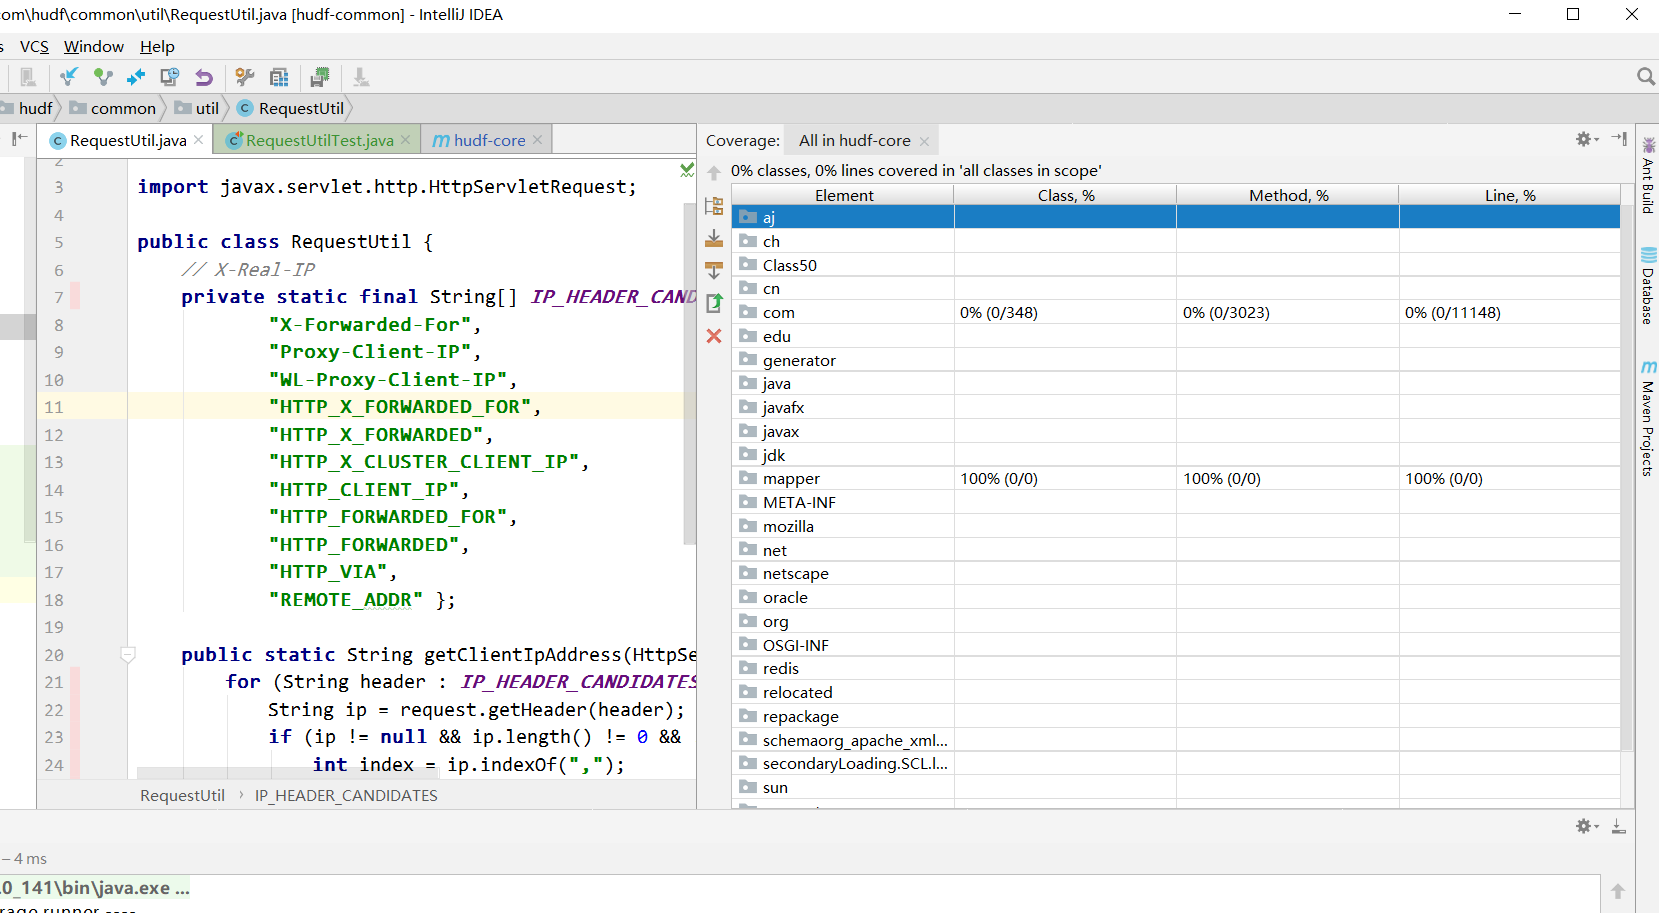 com\hudf\common\util\RequestUtil.java [hudf-common] - IntelliJ IDEA
s VCS Window Help
hudf common util RequestUtil
RequestUtil.java RequestUtilTest.java hudf-core
2
3 import javax.servlet.http.HttpServletRequest;
4
5 public class RequestUtil {
6 // X-Real-IP
7 private static final String[] IP_HEADER_CAND
8 "X-Forwarded-For",
9 "Proxy-Client-IP",
10 "WL-Proxy-Client-IP",
11 "HTTP_X_FORWARDED_FOR",
12 "HTTP_X_FORWARDED",
13 "HTTP_X_CLUSTER_CLIENT_IP",
14 "HTTP_CLIENT_IP",
15 "HTTP_FORWARDED_FOR",
16 "HTTP_FORWARDED",
17 "HTTP_VIA",
18 "REMOTE_ADDR" };
19
20 public static String getClientIpAddress(HttpSe
21 for (String header : IP_HEADER_CANDIDATES
22 String ip = request.getHeader(header);
23 if (ip != null && ip.length() != 0 &&
24 int index = ip.indexOf(",");
RequestUtil › IP_HEADER_CANDIDATES
Coverage: All in hudf-core
0% classes, 0% lines covered in 'all classes in scope'
Element Class, % Method, % Line, %
aj
ch
Class50
cn
com 0% (0/348) 0% (0/3023) 0% (0/11148)
edu
generator
java
javafx
javax
jdk
mapper 100% (0/0) 100% (0/0) 100% (0/0)
META-INF
mozilla
net
netscape
oracle
org
OSGI-INF
redis
relocated
repackage
schemaorg_apache_xml...
secondaryLoading.SCL.l...
sun
Ant Build
Database
m Maven Projects
– 4 ms
.0_141\bin\java.exe ...
rage runner ----